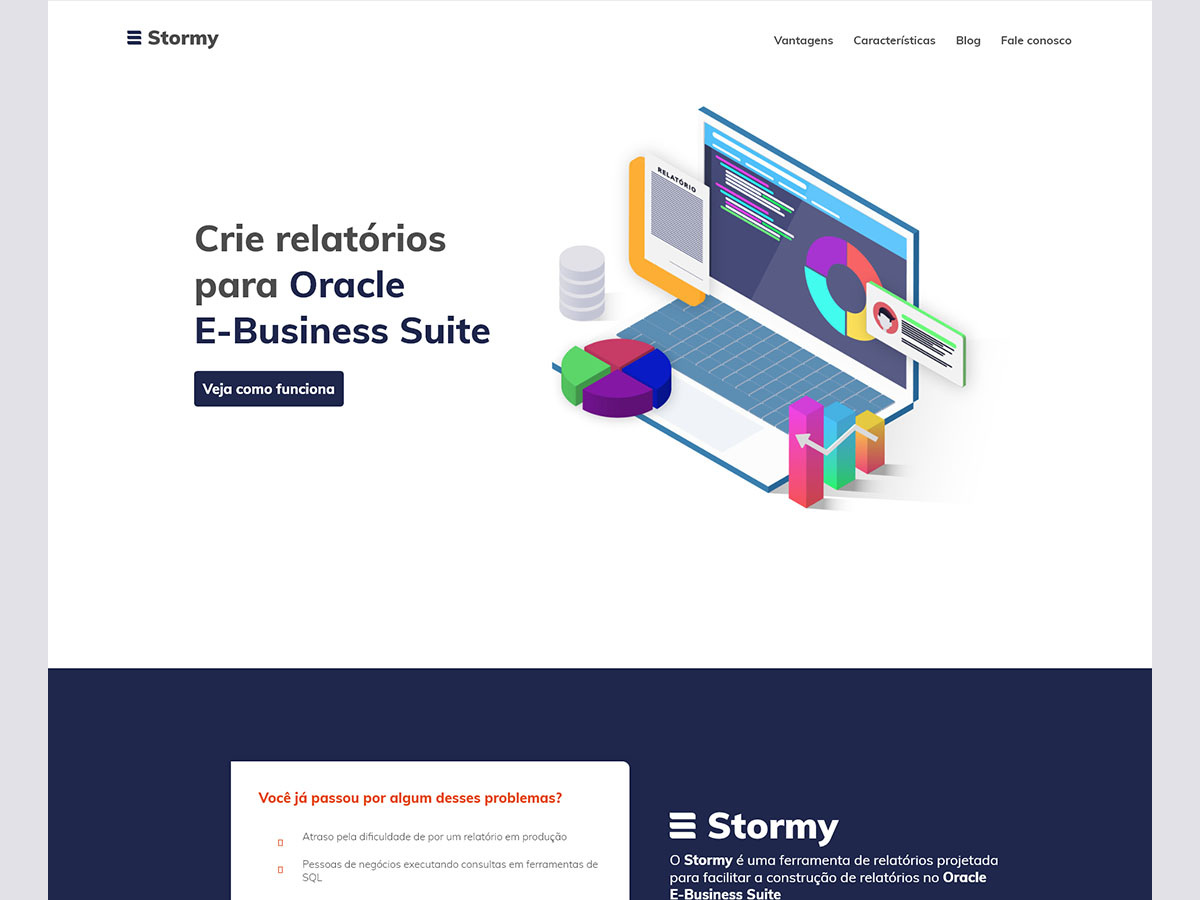 Stormy
Vantagens Características Blog Fale conosco
RELATÓRIO
Crie relatórios
para Oracle
E-Business Suite
Veja como funciona
Você já passou por algum desses problemas?
Atraso pela dificuldade de por um relatório em produção
Pessoas de negócios executando consultas em ferramentas de
SQL
Stormy
O Stormy é uma ferramenta de relatórios projetada
para facilitar a construção de relatórios no Oracle
E-Business Suite